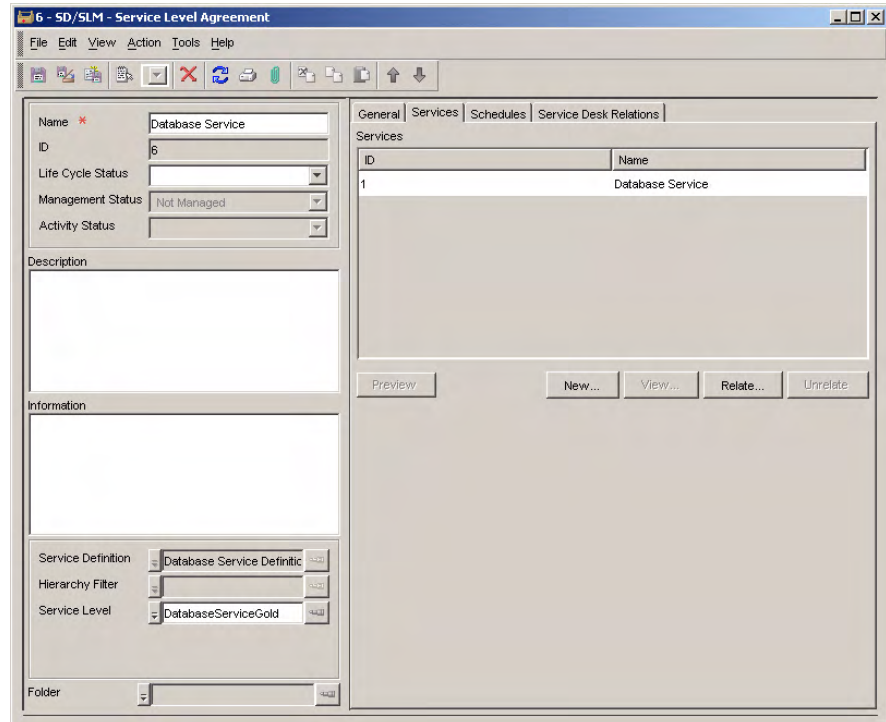 6 - SD/SLM - Service Level Agreement
File Edit View Action Tools Help
Name *
Database Service
ID
6
Life Cycle Status
Management Status
Not Managed
Activity Status
Description
Information
Service Definition
Database Service Definitic
Hierarchy Filter
Service Level
DatabaseServiceGold
Folder
General Services Schedules Service Desk Relations
Services
ID Name
1 Database Service
Preview New... View... Relate... Unrelate